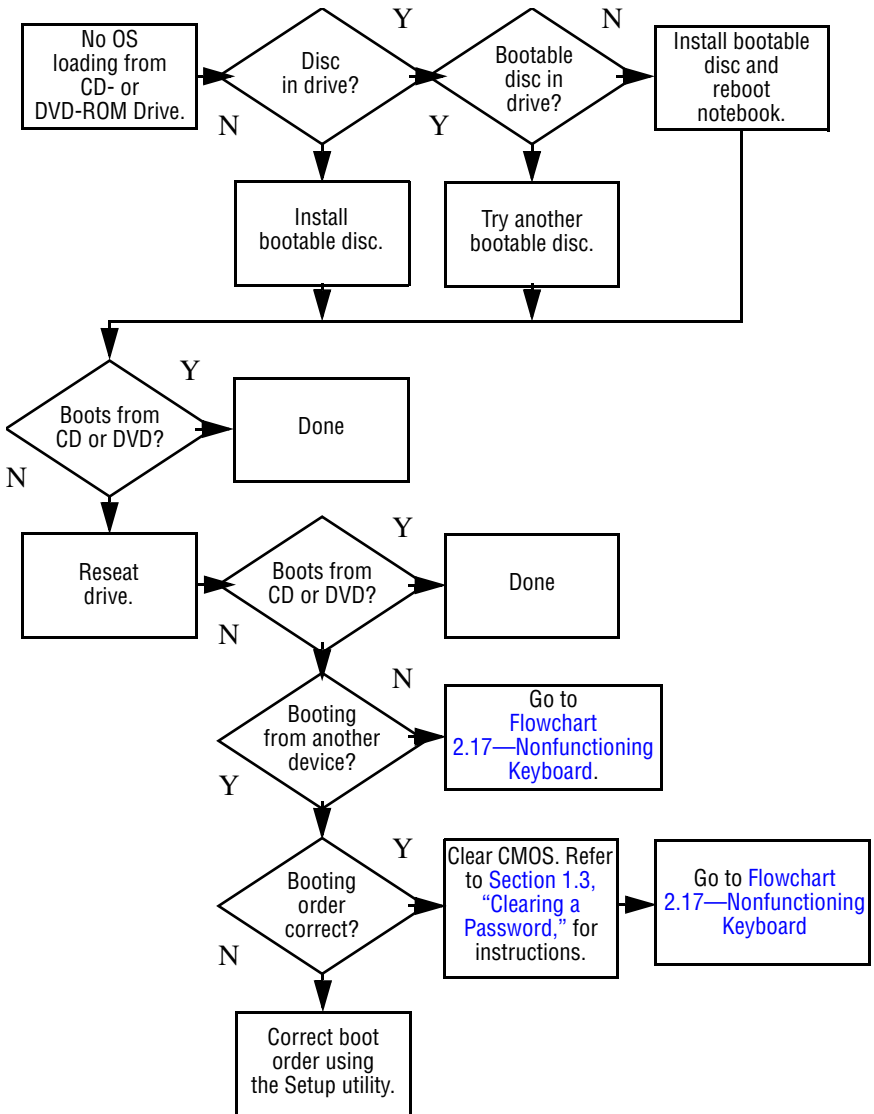 No OS
loading from
CD- or
DVD-ROM Drive.
Disc
in drive?
Y
N
Bootable
disc in
drive?
N
Y
Install bootable
disc and
reboot
notebook.
Install
bootable disc.
Try another
bootable disc.
Boots from
CD or DVD?
Y
N
Done
Reseat
drive.
Boots from
CD or DVD?
Y
N
Done
Booting
from another
device?
N
Y
Go to
Flowchart
2.17—Nonfunctioning
Keyboard.
Booting
order
correct?
Y
N
Clear CMOS. Refer
to Section 1.3,
“Clearing a
Password,” for
instructions.
Go to Flowchart
2.17—Nonfunctioning
Keyboard
Correct boot
order using
the Setup utility.